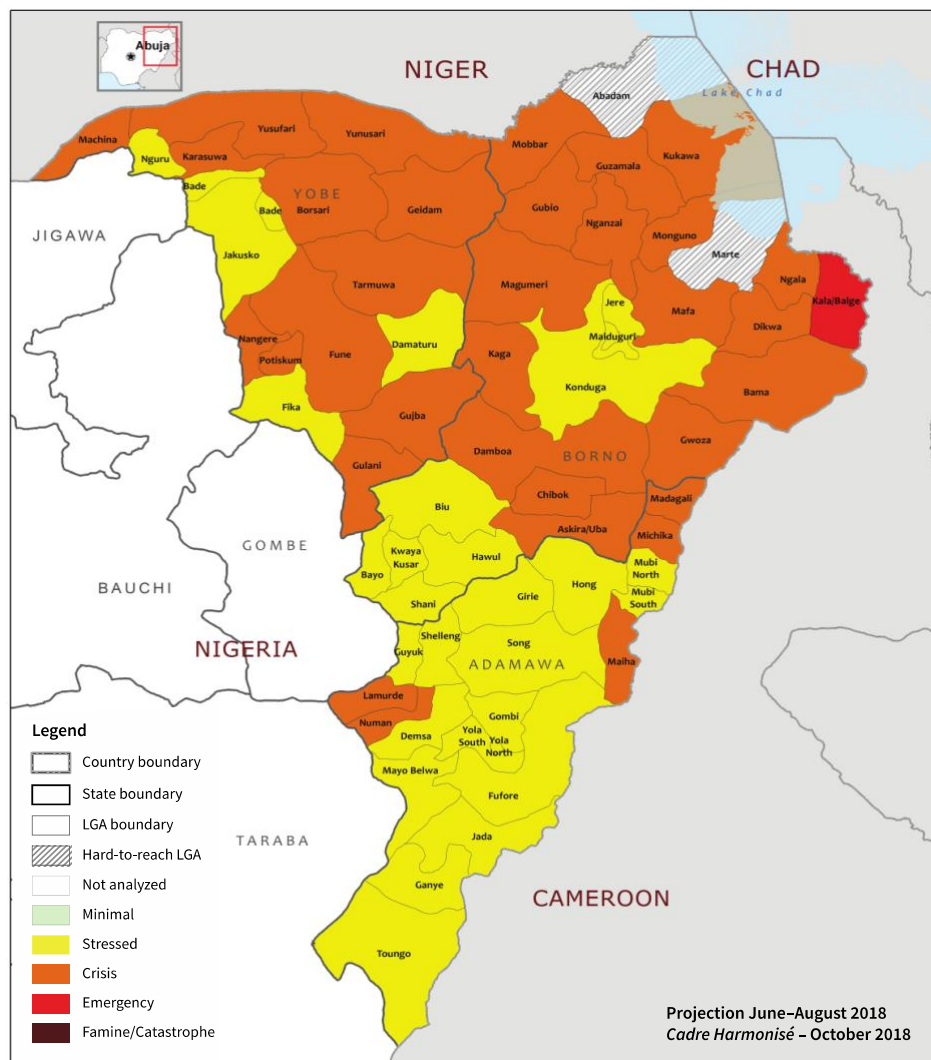 Abuja
NIGER
CHAD
Lake Chad
Abadam
Machina
Yusufari
Yunusari
Nguru
Karasuwa
Mobbar
Kukawa
Guzamala
Bade
YOBE
Bade
Borsari
Geidam
Gubio
Nganzai
Monguno
JIGAWA
Jakusko
Marte
Tarmuwa
Magumeri
Jere
Mafa
Ngala
Kala/Balge
Dikwa
Nangere
Potiskum
Fune
Damaturu
Kaga
Maiduguri
Konduga
Bama
Fika
Gujba
Gwoza
Damboa
BORNO
Gulani
Chibok
Madagali
Biu
Askira/Uba
Michika
GOMBE
Kwaya
Kusar
Hawul
Bayo
Mubi
North
Hong
Girie
Mubi
South
BAUCHI
Shani
Shelleng
Song
NIGERIA
Guyuk
ADAMAWA
Maiha
Lamurde
Numan
Gombi
Demsa
Yola
South
Yola
North
Mayo Belwa
Fufore
Jada
TARABA
Ganye
CAMEROON
Toungo
Legend
Country boundary
State boundary
LGA boundary
Hard-to-reach LGA
Not analyzed
Minimal
Stressed
Crisis
Emergency
Famine/Catastrophe
Projection June–August 2018
Cadre Harmonisé – October 2018